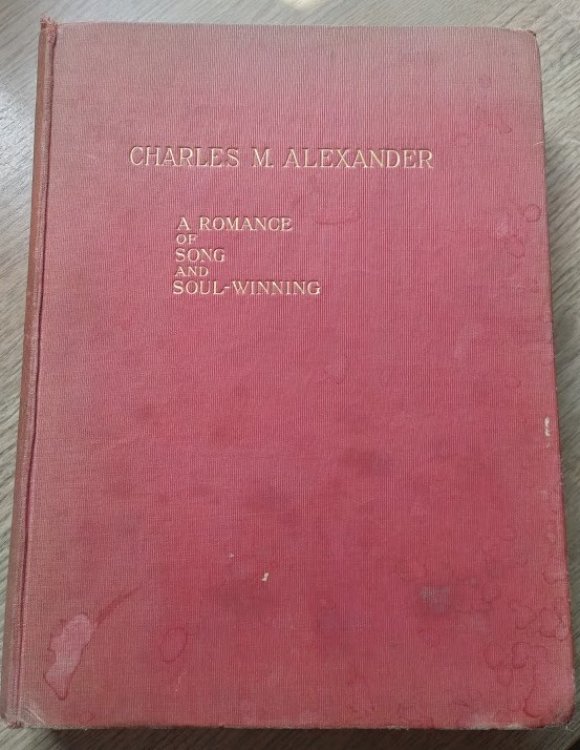 CHARLES M. ALEXANDER
A ROMANCE
OF
SONG
AND
SOUL-WINNING